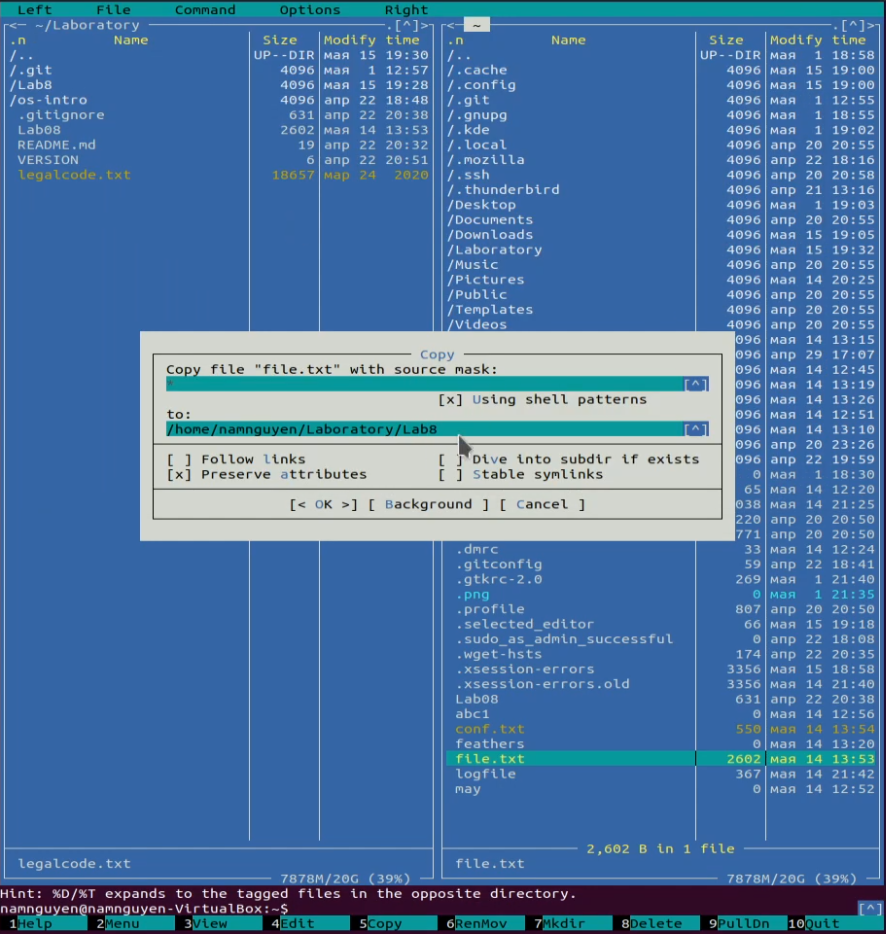 Left File Command Options Right
<─ ~/Laboratory .[^]>
.n Name Size Modify time
/.. UP--DIR мая 15 19:30
/.git 4096 мая 1 12:57
/Lab8 4096 мая 15 19:28
/os-intro 4096 апр 22 18:48
.gitignore 631 апр 22 20:38
Lab08 2602 мая 14 13:53
README.md 19 апр 22 20:32
VERSION 6 апр 22 20:51
legalcode.txt 18657 мар 24 2020
legalcode.txt
7878M/20G (39%)
<─ ~ .[^]>
.n Name Size Modify time
/.. UP--DIR мая 1 18:58
/.cache 4096 мая 15 19:00
/.config 4096 мая 15 19:00
/.git 4096 мая 1 12:55
/.gnupg 4096 мая 1 18:55
/.kde 4096 мая 1 19:02
/.local 4096 апр 20 20:55
/.mozilla 4096 апр 22 18:16
/.ssh 4096 апр 20 20:58
/.thunderbird 4096 апр 21 13:16
/Desktop 4096 мая 1 19:03
/Documents 4096 апр 20 20:55
/Downloads 4096 мая 15 19:05
/Laboratory 4096 мая 15 19:32
/Music 4096 апр 20 20:55
/Pictures 4096 мая 14 20:25
/Public 4096 апр 20 20:55
/Templates 4096 апр 20 20:55
/Videos 4096 апр 20 20:55
096 мая 14 13:15
096 апр 29 17:07
096 мая 14 12:45
096 мая 14 13:19
096 мая 14 13:26
096 мая 14 12:51
096 мая 14 13:10
096 апр 20 23:26
096 апр 22 19:59
0 мая 1 18:30
65 мая 14 12:20
038 мая 14 21:25
220 апр 20 20:50
771 апр 20 20:50
.dmrc 33 мая 14 12:24
.gitconfig 59 апр 22 18:41
.gtkrc-2.0 269 мая 1 21:40
.png 0 мая 1 21:35
.profile 807 апр 20 20:50
.selected_editor 66 мая 15 19:18
.sudo_as_admin_successful 0 апр 22 18:08
.wget-hsts 174 апр 22 20:35
.xsession-errors 3356 мая 15 18:58
.xsession-errors.old 3356 мая 14 21:40
Lab08 631 апр 22 20:38
abc1 0 мая 14 12:56
conf.txt 550 мая 14 13:54
feathers 0 мая 14 13:20
file.txt 2602 мая 14 13:53
logfile 367 мая 14 21:42
may 0 мая 14 12:52
2,602 B in 1 file
file.txt
7878M/20G (39%)
Copy
Copy file "file.txt" with source mask:
* [^]
[x] Using shell patterns
to:
/home/namnguyen/Laboratory/Lab8 [^]
[ ] Follow links [ ] Dive into subdir if exists
[x] Preserve attributes [ ] Stable symlinks
[< OK >] [ Background ] [ Cancel ]
Hint: %D/%T expands to the tagged files in the opposite directory.
namnguyen@namnguyen-VirtualBox:~$ [^]
1Help 2Menu 3View 4Edit 5Copy 6RenMov 7Mkdir 8Delete 9PullDn 10Quit